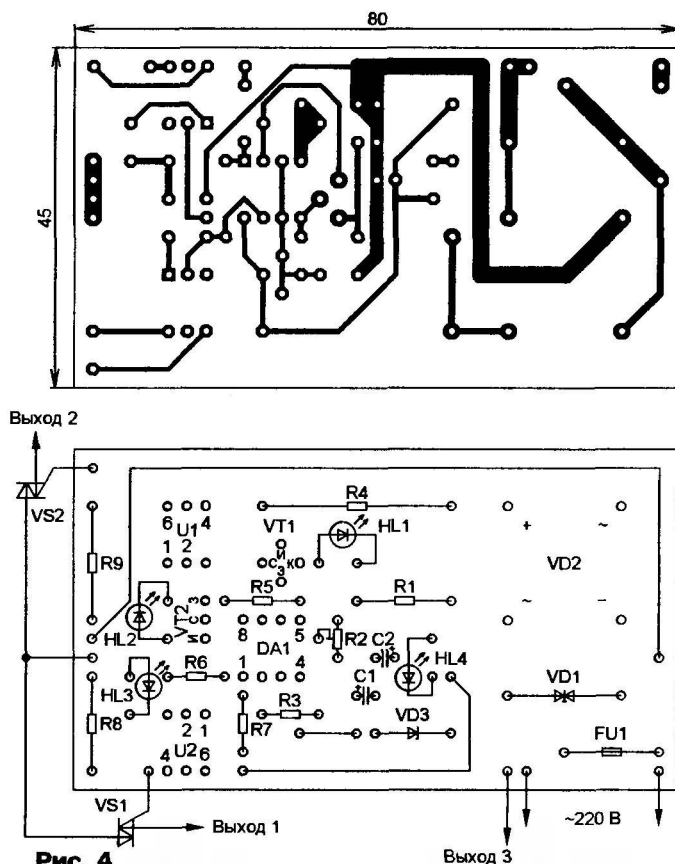 80
45
Выход 2
VS2
R9
6 U1 4
1 2
VT1
И
С К
З
R4
HL1
HL2
VT2
З
С
И
R5
8 DA1 5
1 4
R2
C2
R1
HL4
+ ~
VD2
~ –
HL3
R6
C1
R8
2 1
U2
4 6
R7
R3
VD3
VD1
FU1
VS1
Выход 1
~220 В
Выход 3
Рис. 4